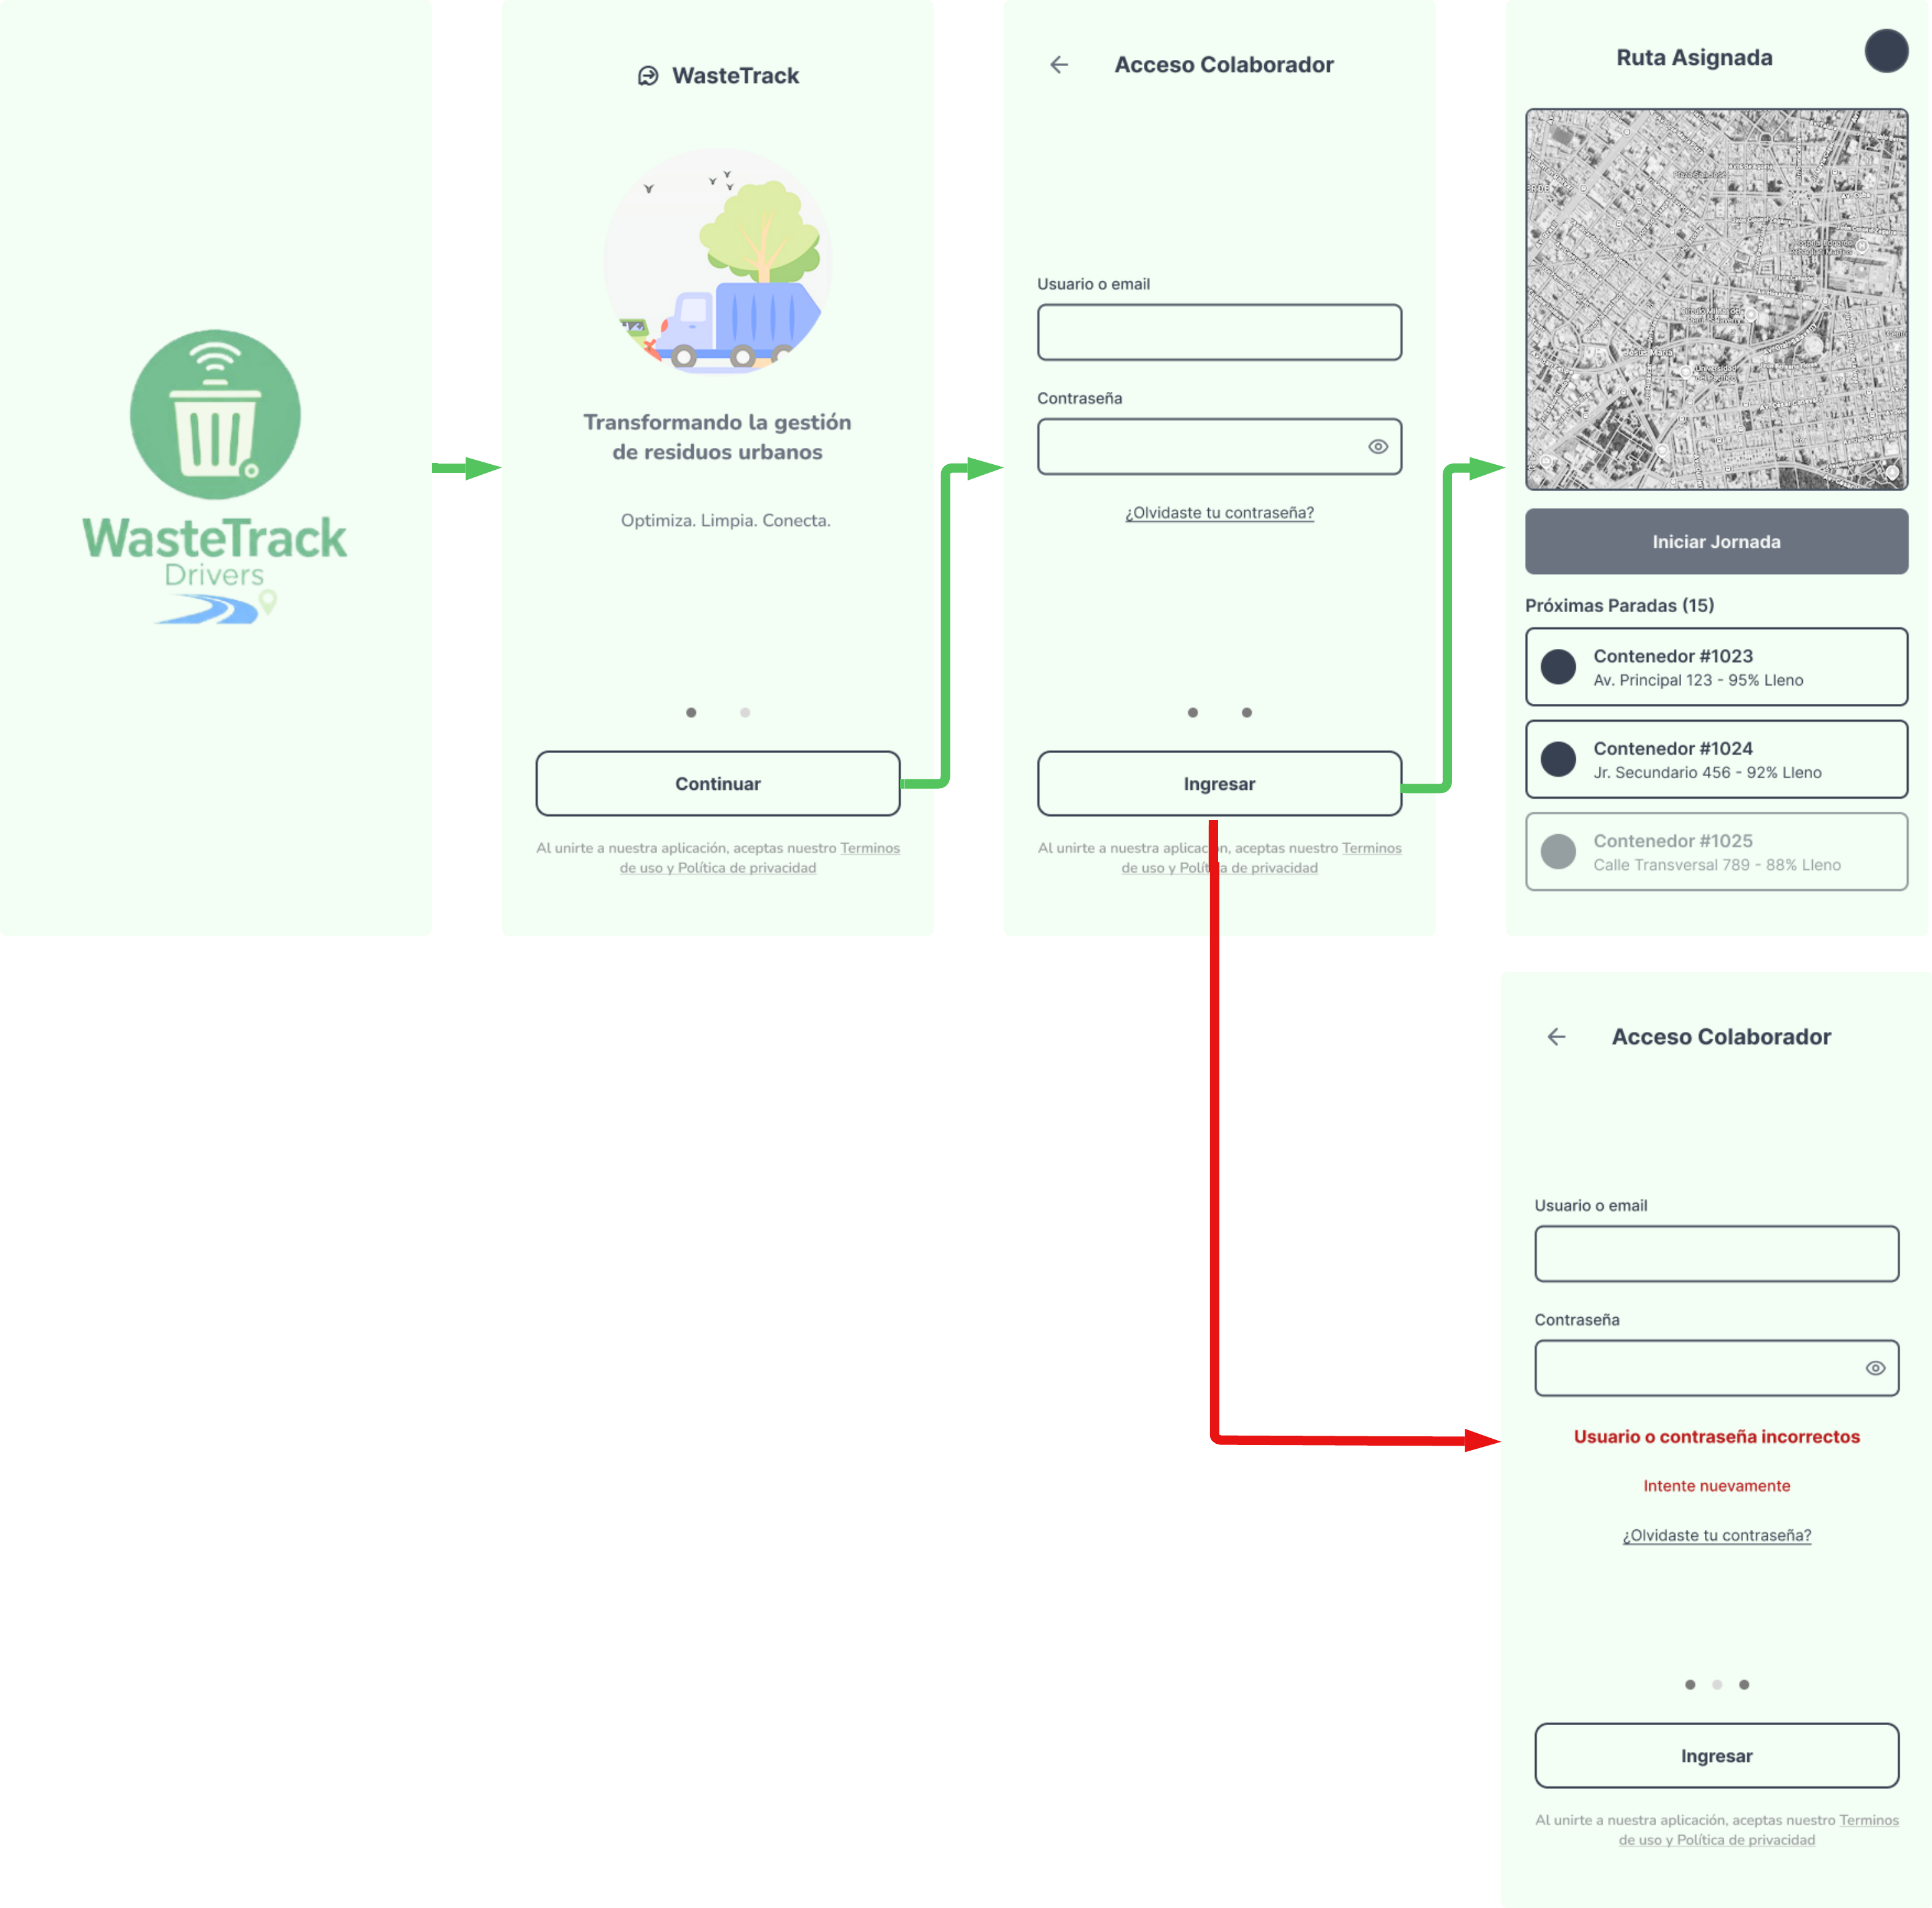 WasteTrack
Drivers
WasteTrack
Transformando la gestión
de residuos urbanos
Optimiza. Limpia. Conecta.
Continuar
Al unirte a nuestra aplicación, aceptas nuestro Terminos
de uso y Política de privacidad
Acceso Colaborador
Usuario o email
Contraseña
¿Olvidaste tu contraseña?
Ingresar
Al unirte a nuestra aplicación, aceptas nuestro Terminos
de uso y Política de privacidad
Ruta Asignada
Jesús María
Iniciar Jornada
Próximas Paradas (15)
Contenedor #1023
Av. Principal 123 - 95% Lleno
Contenedor #1024
Jr. Secundario 456 - 92% Lleno
Contenedor #1025
Calle Transversal 789 - 88% Lleno
Acceso Colaborador
Usuario o email
Contraseña
Usuario o contraseña incorrectos
Intente nuevamente
¿Olvidaste tu contraseña?
Ingresar
Al unirte a nuestra aplicación, aceptas nuestro Terminos
de uso y Política de privacidad